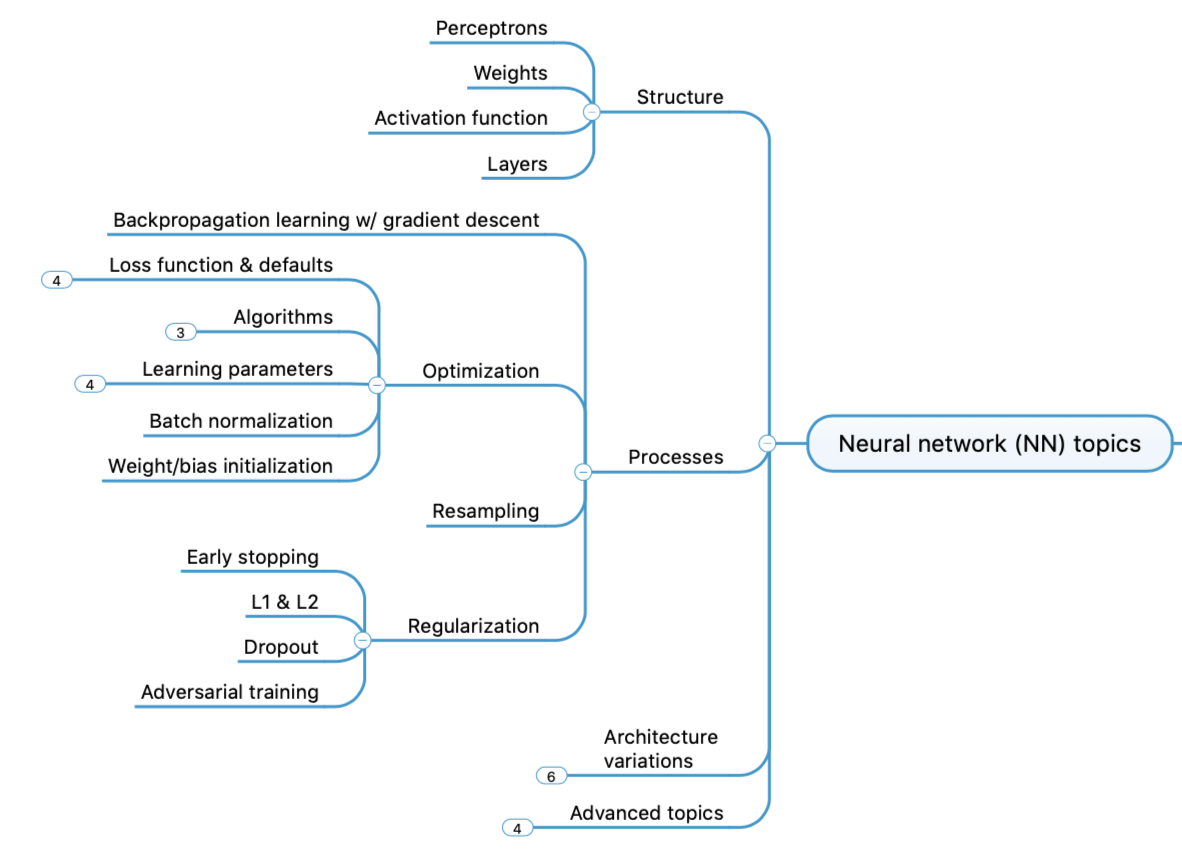 Perceptrons
Weights
Structure
Activation function
Layers
Backpropagation learning w/ gradient descent
Loss function & defaults
4
Algorithms
3
Learning parameters
4
Optimization
Batch normalization
Neural network (NN) topics
Processes
Weight/bias initialization
Resampling
Early stopping
L1 & L2
Regularization
Dropout
Adversarial training
Architecture
variations
6
Advanced topics
4